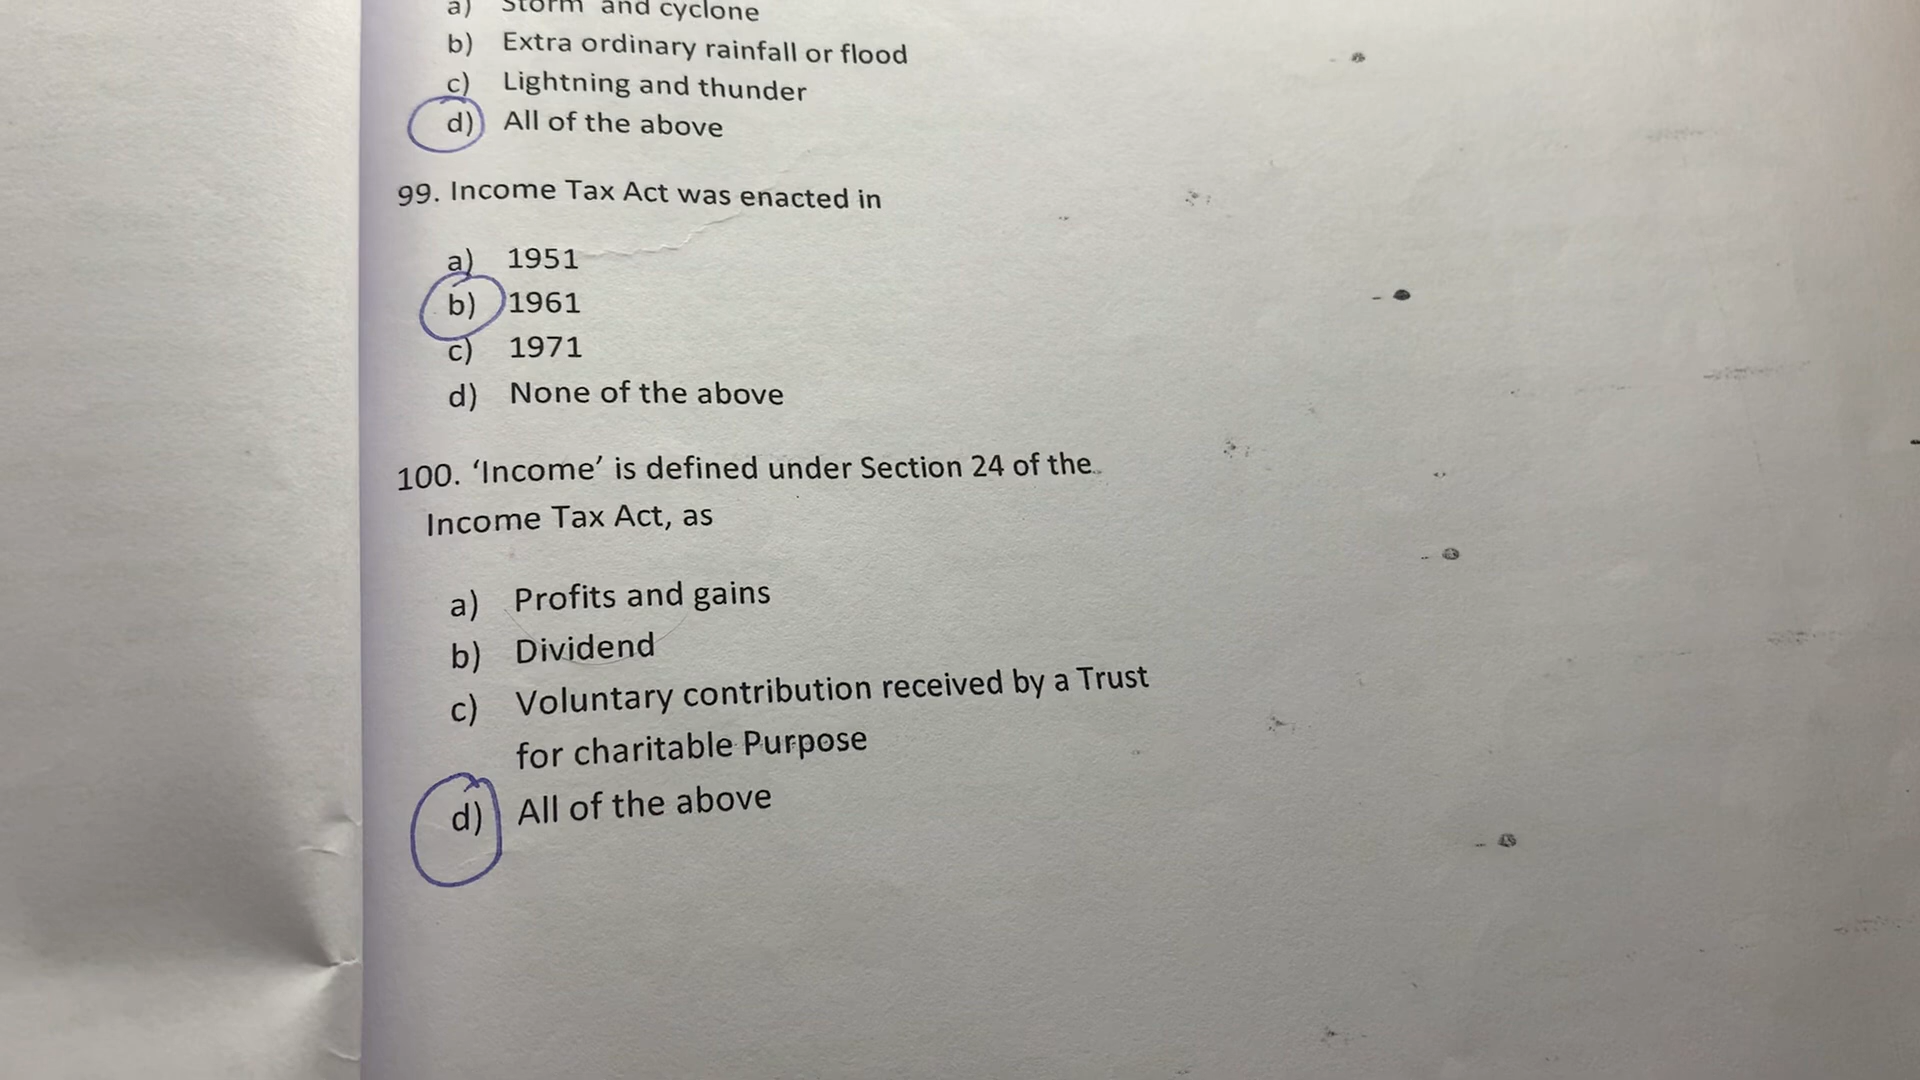 a) Storm and cyclone
b) Extra ordinary rainfall or flood
c) Lightning and thunder
d) All of the above
99. Income Tax Act was enacted in
a) 1951
b) 1961
c) 1971
d) None of the above
100. ‘Income’ is defined under Section 24 of the
Income Tax Act, as
a) Profits and gains
b) Dividend
c) Voluntary contribution received by a Trust
for charitable Purpose
d) All of the above